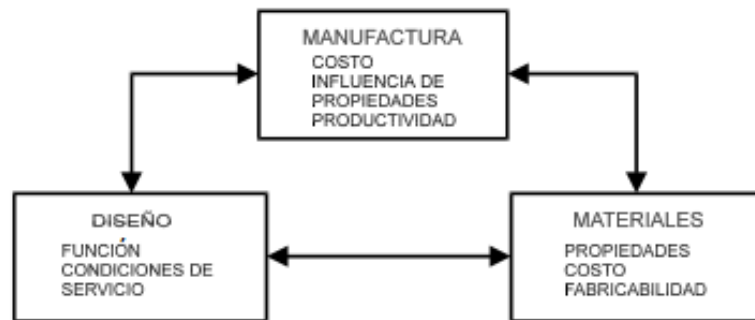 MANUFACTURA
COSTO
INFLUENCIA DE
PROPIEDADES
PRODUCTIVIDAD
DISEÑO
FUNCIÓN
CONDICIONES DE
SERVICIO
MATERIALES
PROPIEDADES
COSTO
FABRICABILIDAD